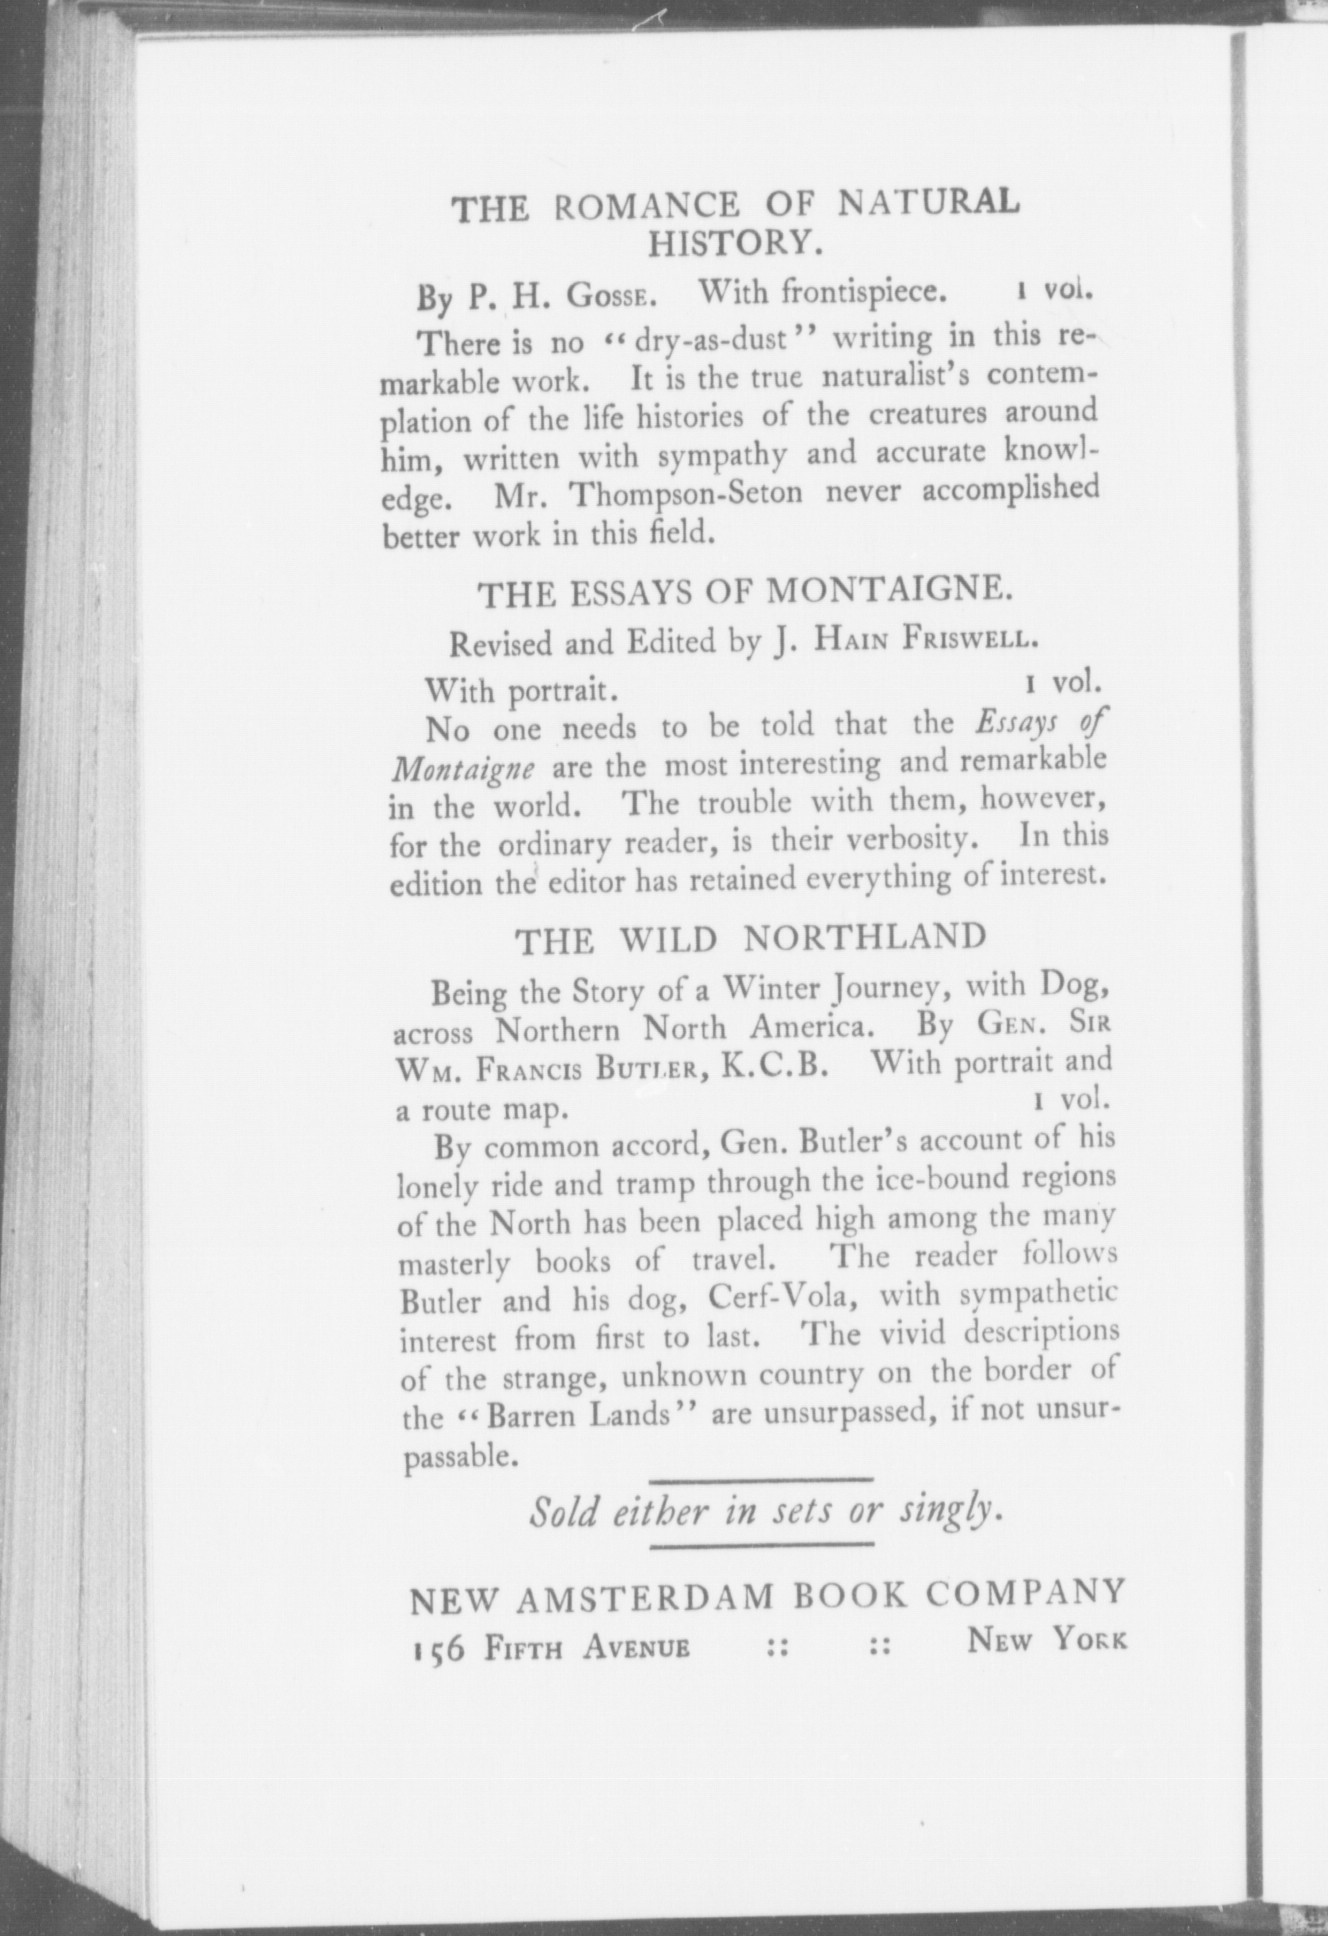 THE ROMANCE OF NATURAL
HISTORY.
By P. H. Gosse. With frontispiece. 1 vol.
There is no "dry-as-dust" writing in this re-
markable work. It is the true naturalist's contem-
plation of the life histories of the creatures around
him, written with sympathy and accurate knowl-
edge. Mr. Thompson-Seton never accomplished
better work in this field.
THE ESSAYS OF MONTAIGNE.
Revised and Edited by J. Hain Friswell.
With portrait. 1 vol.
No one needs to be told that the Essays of
Montaigne are the most interesting and remarkable
in the world. The trouble with them, however,
for the ordinary reader, is their verbosity. In this
edition the editor has retained everything of interest.
THE WILD NORTHLAND
Being the Story of a Winter Journey, with Dog,
across Northern North America. By Gen. Sir
Wm. Francis Butler, K.C.B. With portrait and
a route map. 1 vol.
By common accord, Gen. Butler's account of his
lonely ride and tramp through the ice-bound regions
of the North has been placed high among the many
masterly books of travel. The reader follows
Butler and his dog, Cerf-Vola, with sympathetic
interest from first to last. The vivid descriptions
of the strange, unknown country on the border of
the "Barren Lands" are unsurpassed, if not unsur-
passable.
Sold either in sets or singly.
NEW AMSTERDAM BOOK COMPANY
156 Fifth Avenue :: :: New York